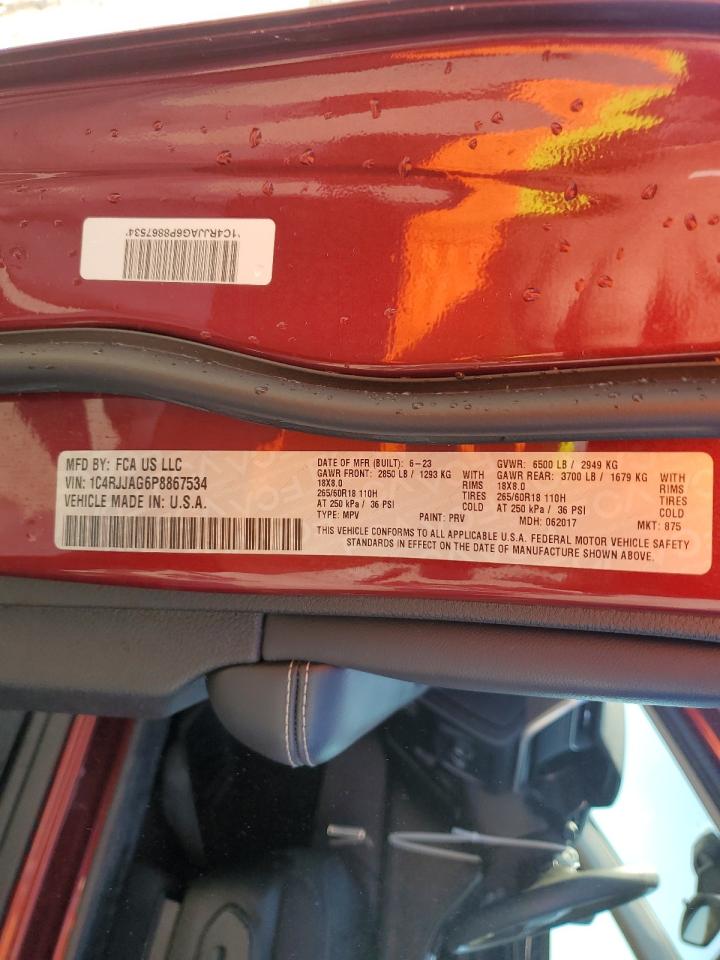 1C4RJJAG6P8867534
MFD BY: FCA US LLC
VIN: 1C4RJJAG6P8867534
VEHICLE MADE IN: U.S.A.
DATE OF MFR (BUILT): 6-23
GAWR FRONT: 2850 LB / 1293 KG WITH
18X8.0 RIMS
265/60R18 110H TIRES
AT 250 kPa / 36 PSI COLD
TYPE: MPV PAINT: PRV
GVWR: 6500 LB / 2949 KG
GAWR REAR: 3700 LB / 1679 KG WITH
18X8.0 RIMS
265/60R18 110H TIRES
AT 250 kPa / 36 PSI COLD
MDH: 062017 MKT: 875
THIS VEHICLE CONFORMS TO ALL APPLICABLE U.S.A. FEDERAL MOTOR VEHICLE SAFETY
STANDARDS IN EFFECT ON THE DATE OF MANUFACTURE SHOWN ABOVE.